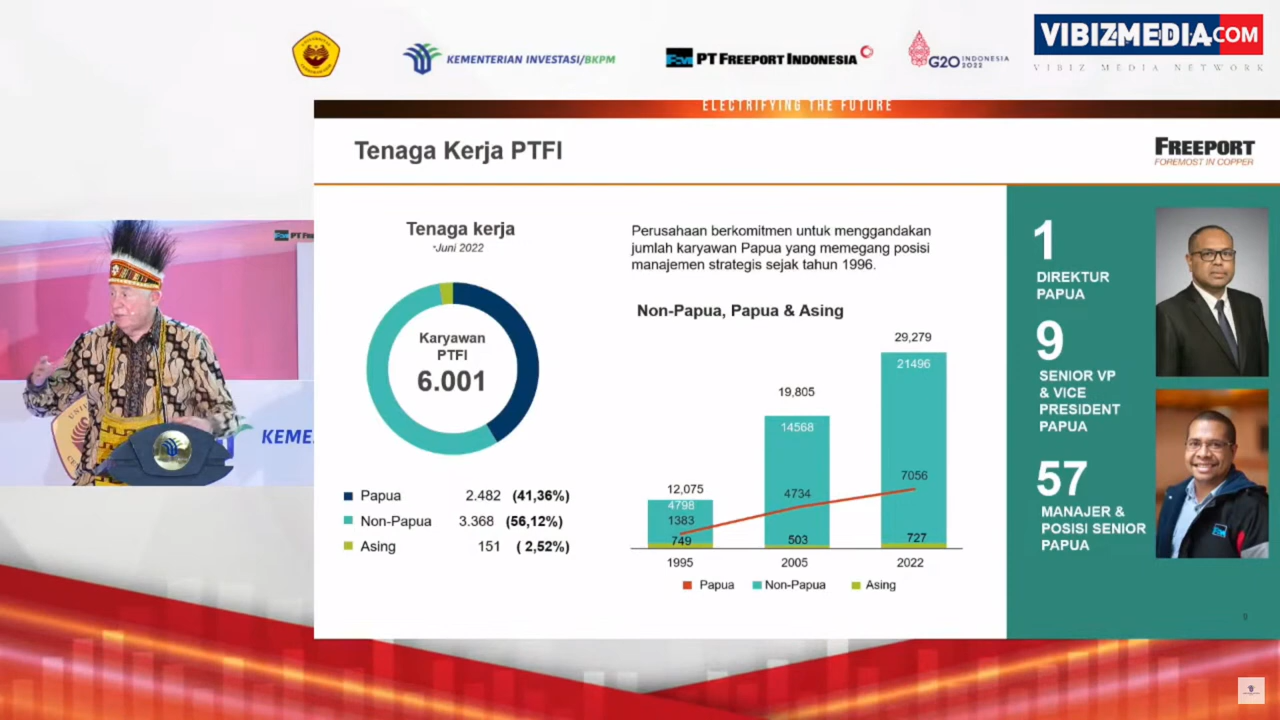 KEMENTERIAN INVESTASI/BKPM
PT FREEPORT INDONESIA
G20 INDONESIA
2022
VIBIZMEDIA.COM
VIBIZ MEDIA NETWORK
ELECTRIFYING THE FUTURE
Tenaga Kerja PTFI
FREEPORT
FOREMOST IN COPPER
Tenaga kerja
*Juni 2022
Karyawan
PTFI
6.001
Papua 2.482 (41,36%)
Non-Papua 3.368 (56,12%)
Asing 151 ( 2,52%)
Perusahaan berkomitmen untuk menggandakan
jumlah karyawan Papua yang memegang posisi
manajemen strategis sejak tahun 1996.
Non-Papua, Papua & Asing
29,279
21496
19,805
14568
12,075
4798
7056
4734
1383
749
503
727
1995 2005 2022
Papua Non-Papua Asing
1
DIREKTUR
PAPUA
9
SENIOR VP
& VICE
PRESIDENT
PAPUA
57
MANAJER &
POSISI SENIOR
PAPUA
9
PT FREE
KEME